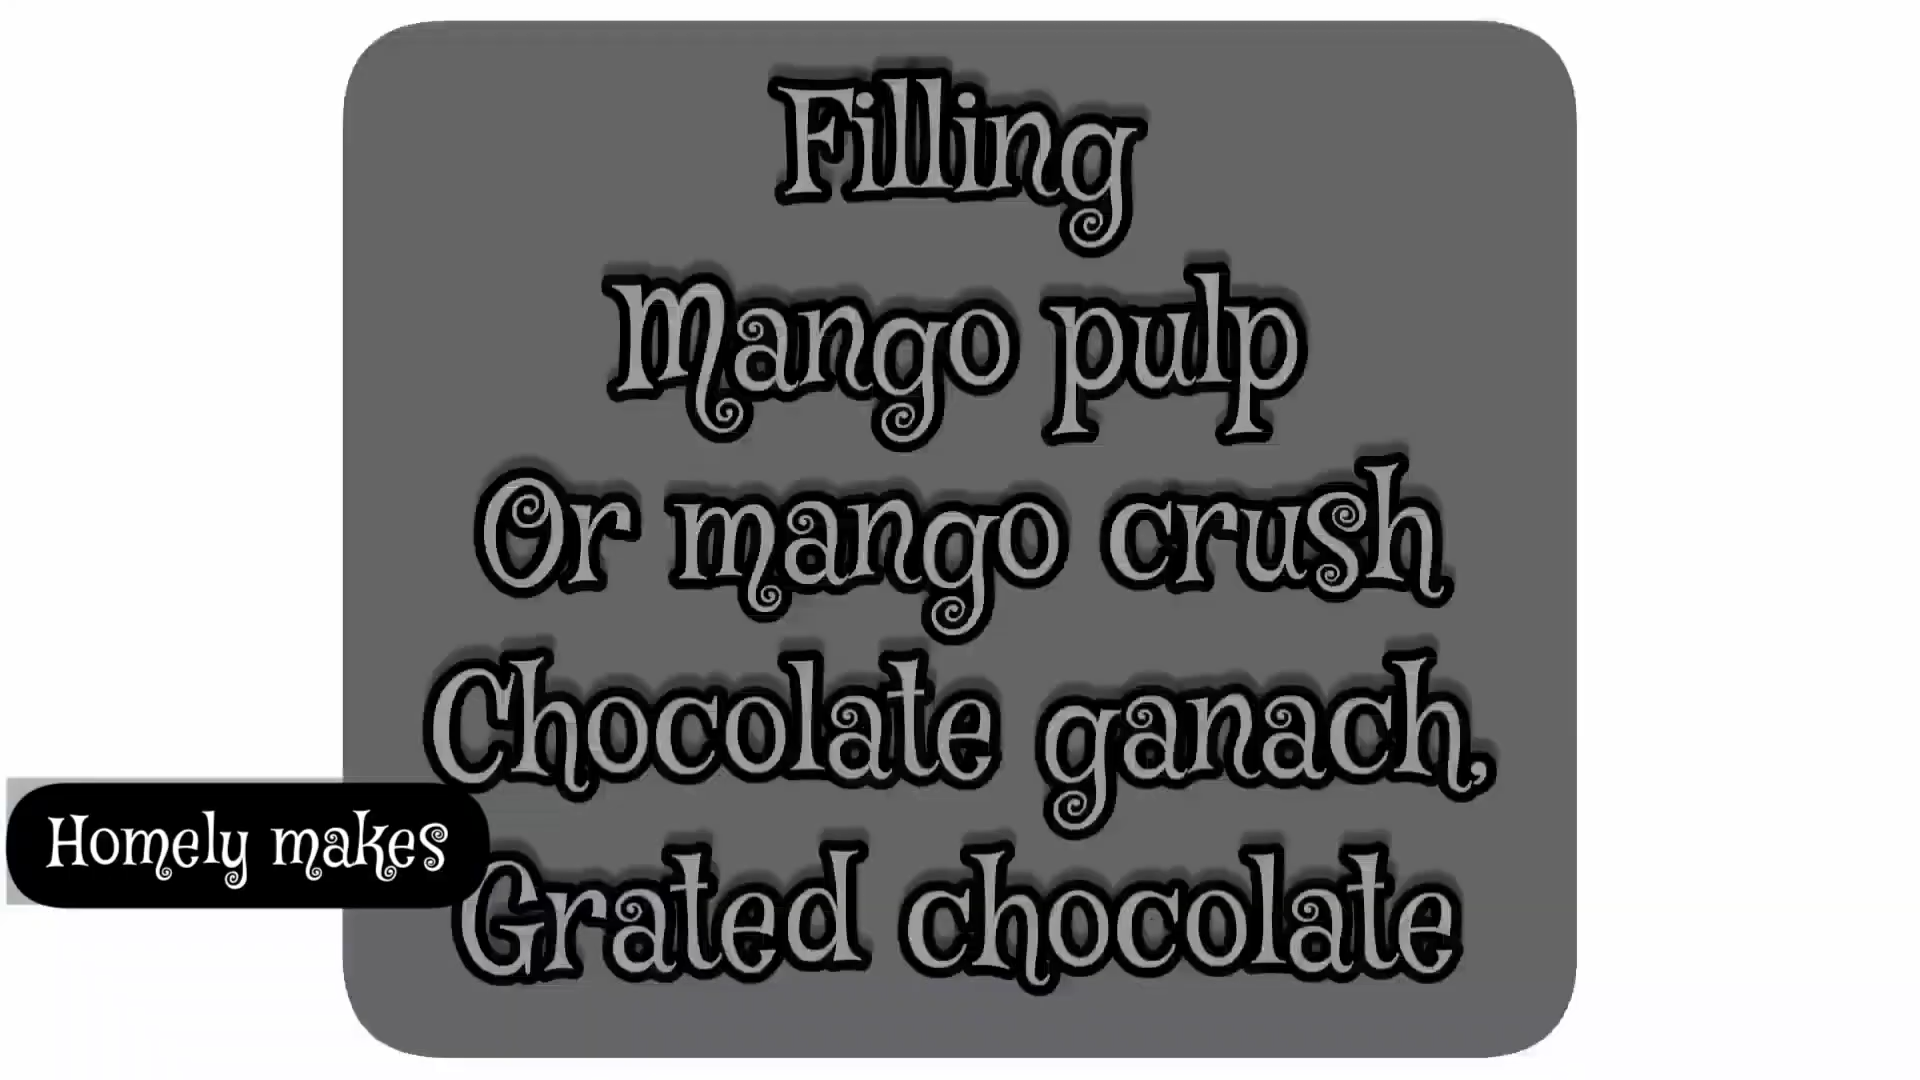 Filling
Mango pulp
Or mango crush
Chocolate ganach,
Homely makes
Grated chocolate